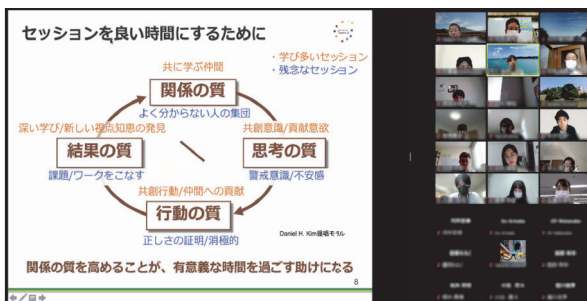 セッションを良い時間にするために
・学び多いセッション
・残念なセッション
共に学ぶ仲間
関係の質
よく分からない人の集団
深い学び/新しい視点知恵の発見
結果の質
課題/ワークをこなす
共創意識/貢献意欲
思考の質
警戒意識/不安感
共創行動/仲間への貢献
行動の質
正しさの証明/消極的
Daniel H. Kim提唱モデル
関係の質を高めることが、有意義な時間を過ごす助けになる
8